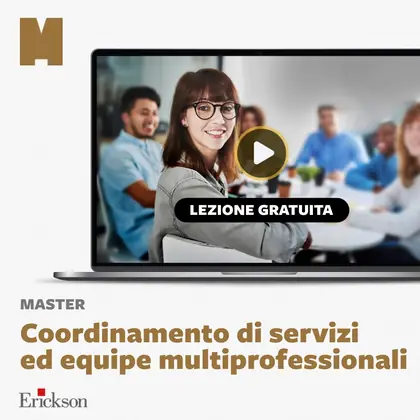 M
LEZIONE GRATUITA
MASTER
Coordinamento di servizi
ed equipe multiprofessionali
Erickson